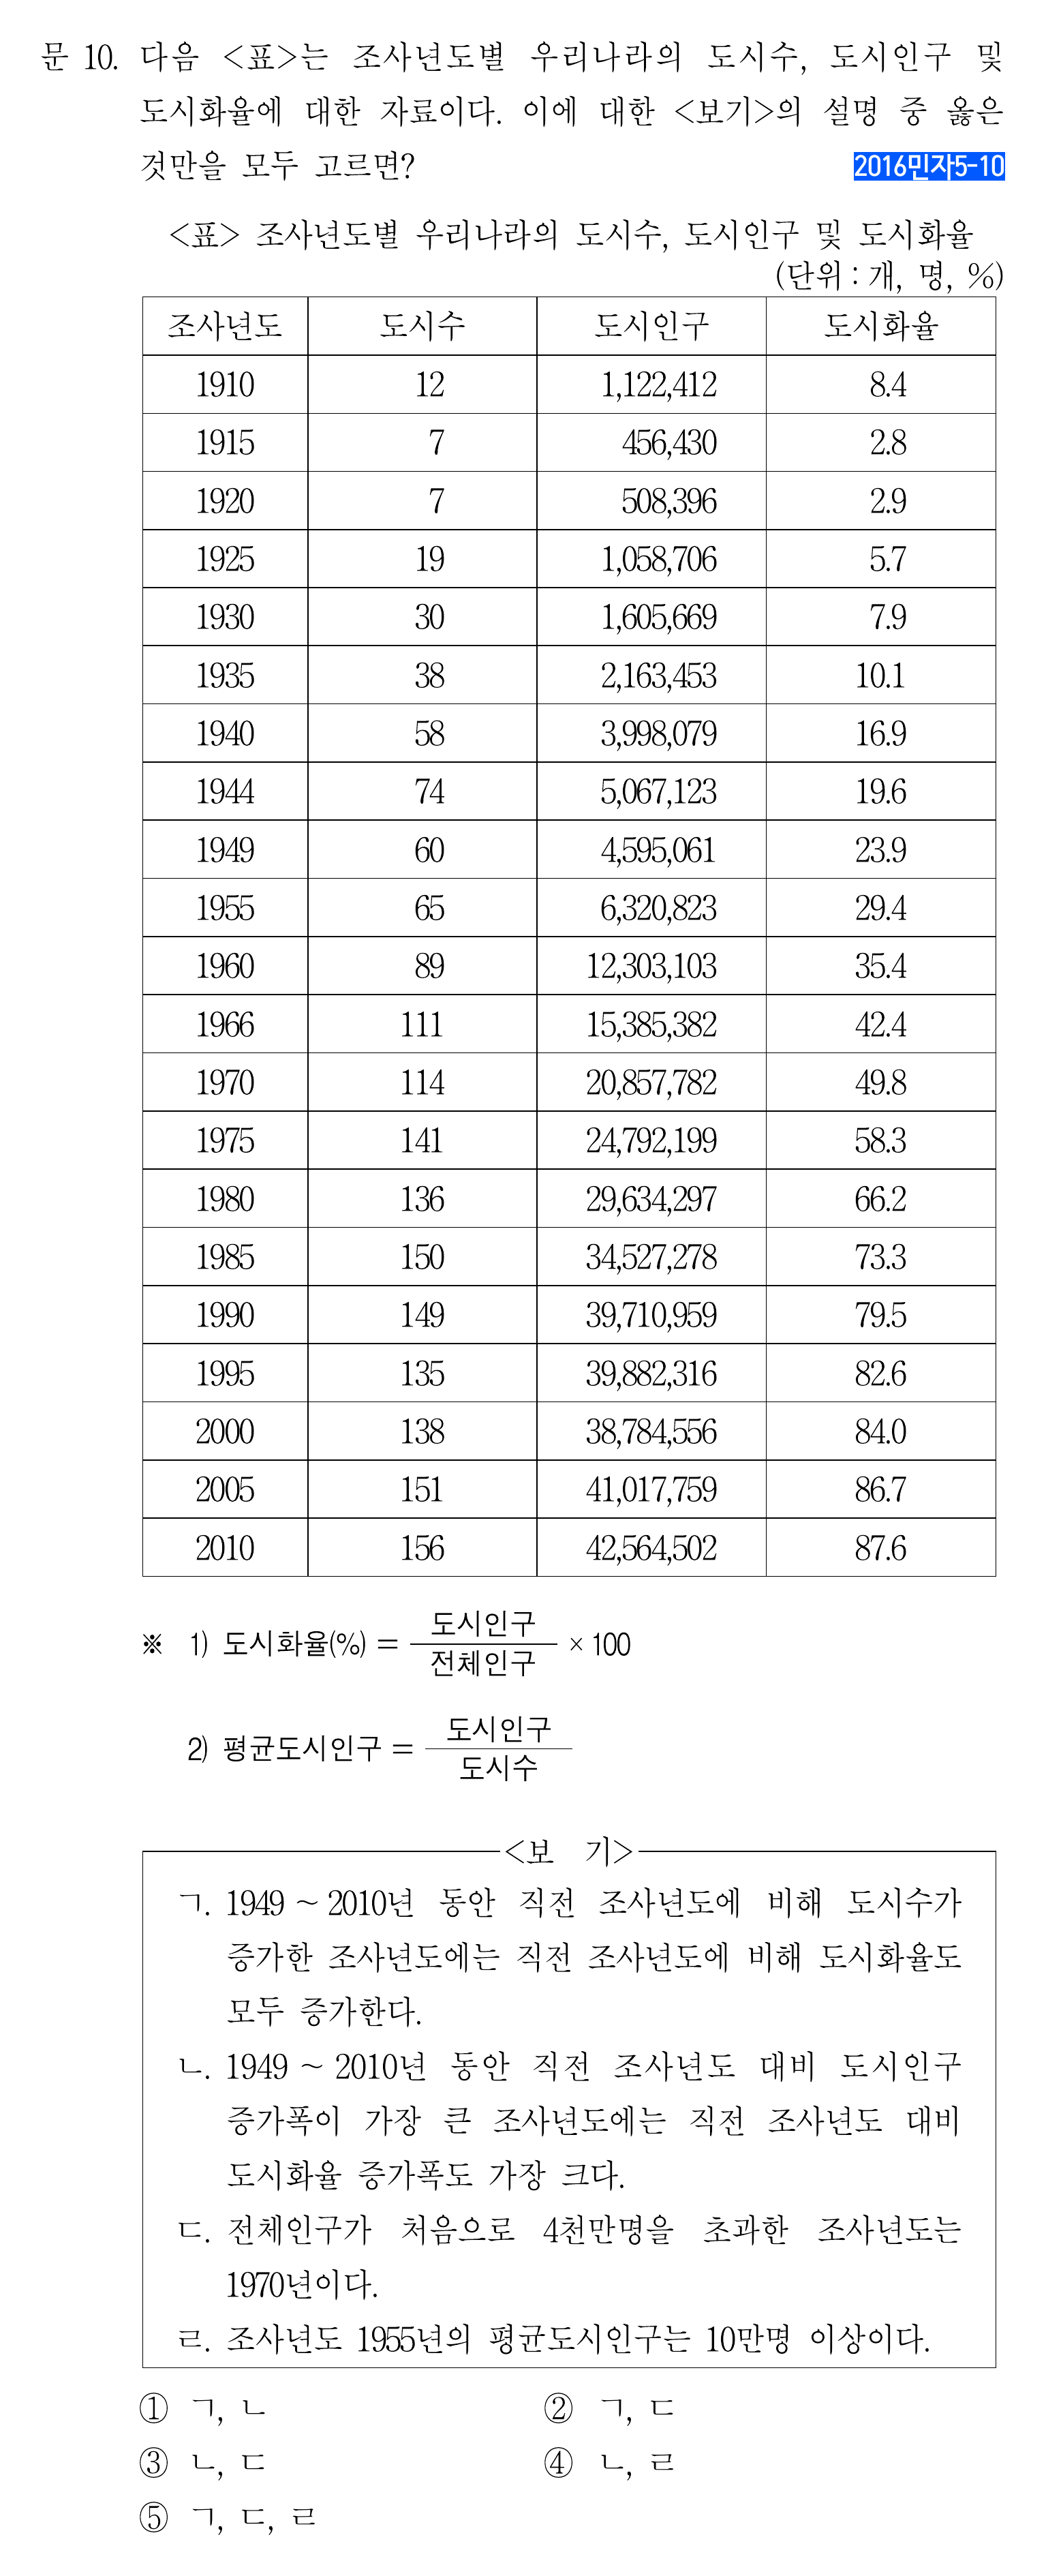 문 10. 다음 <표>는 조사년도별 우리나라의 도시수, 도시인구 및
도시화율에 대한 자료이다. 이에 대한 <보기>의 설명 중 옳은
것만을 모두 고르면?
2016민자5-10
<표> 조사년도별 우리나라의 도시수, 도시인구 및 도시화율
(단위 : 개, 명, %)
조사년도 도시수 도시인구 도시화율
1910 12 1,122,412 8.4
1915 7 456,430 2.8
1920 7 508,396 2.9
1925 19 1,058,706 5.7
1930 30 1,605,669 7.9
1935 38 2,163,453 10.1
1940 58 3,998,079 16.9
1944 74 5,067,123 19.6
1949 60 4,595,061 23.9
1955 65 6,320,823 29.4
1960 89 12,303,103 35.4
1966 111 15,385,382 42.4
1970 114 20,857,782 49.8
1975 141 24,792,199 58.3
1980 136 29,634,297 66.2
1985 150 34,527,278 73.3
1990 149 39,710,959 79.5
1995 135 39,882,316 82.6
2000 138 38,784,556 84.0
2005 151 41,017,759 86.7
2010 156 42,564,502 87.6
※ 1) 도시화율(%) = 도시인구 / 전체인구 × 100
2) 평균도시인구 = 도시인구 / 도시수
<보 기>
ㄱ. 1949 ~ 2010년 동안 직전 조사년도에 비해 도시수가
증가한 조사년도에는 직전 조사년도에 비해 도시화율도
모두 증가한다.
ㄴ. 1949 ~ 2010년 동안 직전 조사년도 대비 도시인구
증가폭이 가장 큰 조사년도에는 직전 조사년도 대비
도시화율 증가폭도 가장 크다.
ㄷ. 전체인구가 처음으로 4천만명을 초과한 조사년도는
1970년이다.
ㄹ. 조사년도 1955년의 평균도시인구는 10만명 이상이다.
① ㄱ, ㄴ ② ㄱ, ㄷ
③ ㄴ, ㄷ ④ ㄴ, ㄹ
⑤ ㄱ, ㄷ, ㄹ